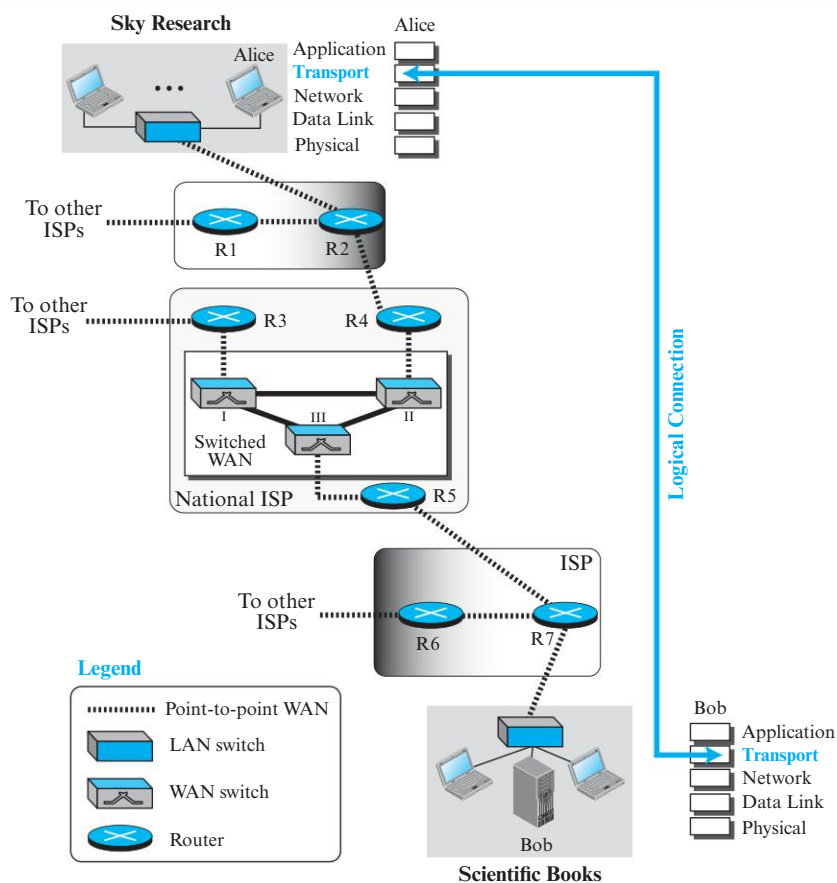 Sky Research
Alice
Alice
Application
Transport
Network
Data Link
Physical
To other
ISPs
R1
R2
To other
ISPs
R3
R4
I
III
II
Switched
WAN
National ISP
R5
Logical Connection
ISP
To other
ISPs
R6
R7
Legend
Point-to-point WAN
LAN switch
WAN switch
Router
Bob
Scientific Books
Bob
Application
Transport
Network
Data Link
Physical